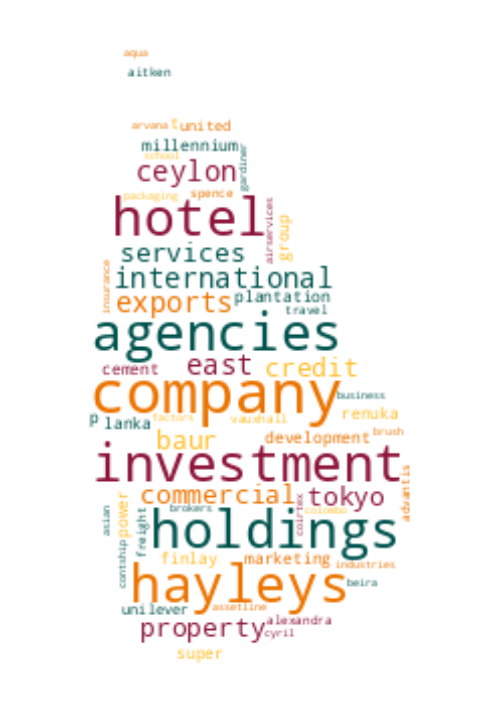 aqua
aitken
arvana t united
millennium
school
gardiner
ceylon
packaging spence
hotel
airservices
group
services
insurance
international
exports plantation
travel
agencies
cement east credit
company
business
p lanka factors vauxhall renuka
baur development brush
investment
advantis
commercial tokyo
asian
power
freight
brokers
coirtex
colombo
holdings
contship
finlay marketing industries
hayleys
beira
unilever assetline
property alexandra
cyril
super